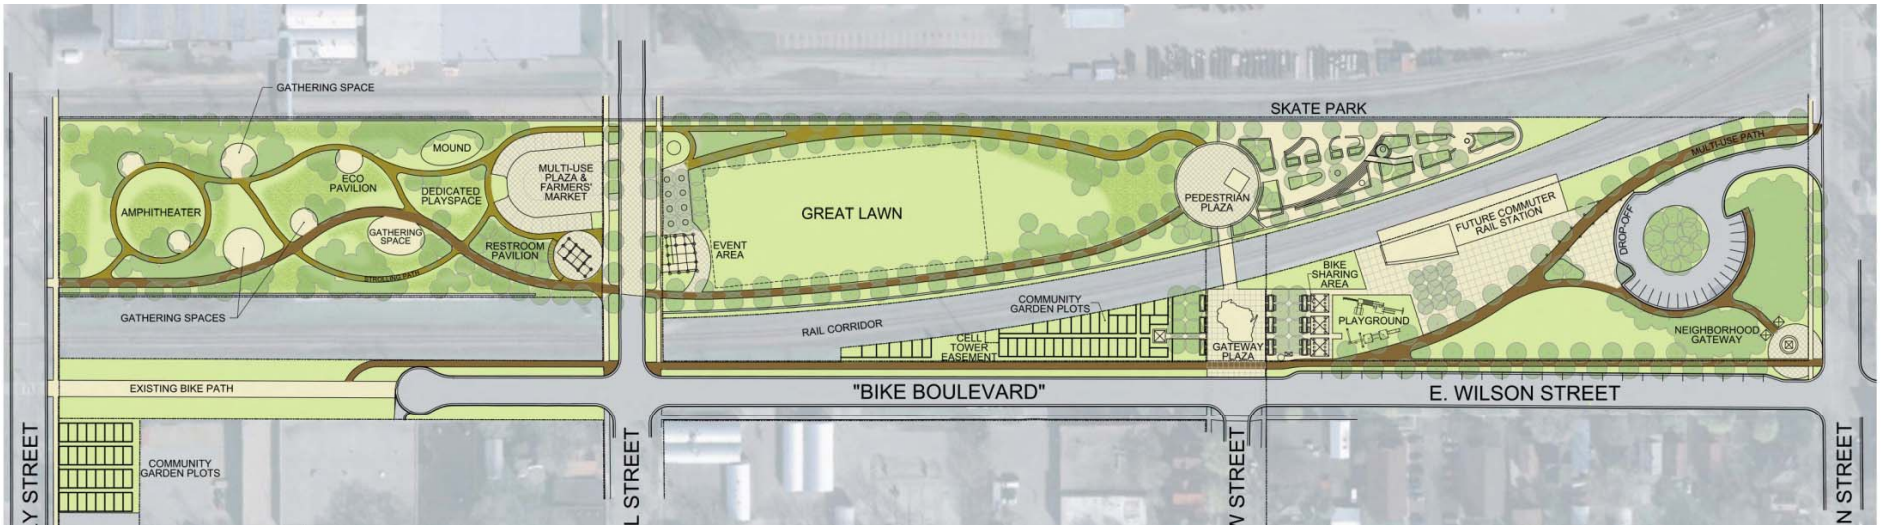 GATHERING SPACE
SKATE PARK
MULTI-USE PATH
MOUND
MULTI-USE
PLAZA &
FARMERS'
MARKET
ECO
PAVILION
DEDICATED
PLAYSPACE
AMPHITHEATER
GREAT LAWN
PEDESTRIAN
PLAZA
FUTURE COMMUTER
RAIL STATION
DROP-OFF
GATHERING
SPACE
RESTROOM
PAVILION
EVENT
AREA
STROLLING PATH
BIKE
SHARING
AREA
GATHERING SPACES
COMMUNITY
GARDEN PLOTS
RAIL CORRIDOR
PLAYGROUND
CELL
TOWER
EASEMENT
GATEWAY
PLAZA
NEIGHBORHOOD
GATEWAY
EXISTING BIKE PATH
"BIKE BOULEVARD"
E. WILSON STREET
COMMUNITY
GARDEN PLOTS
Y STREET
L STREET
W STREET
N STREET